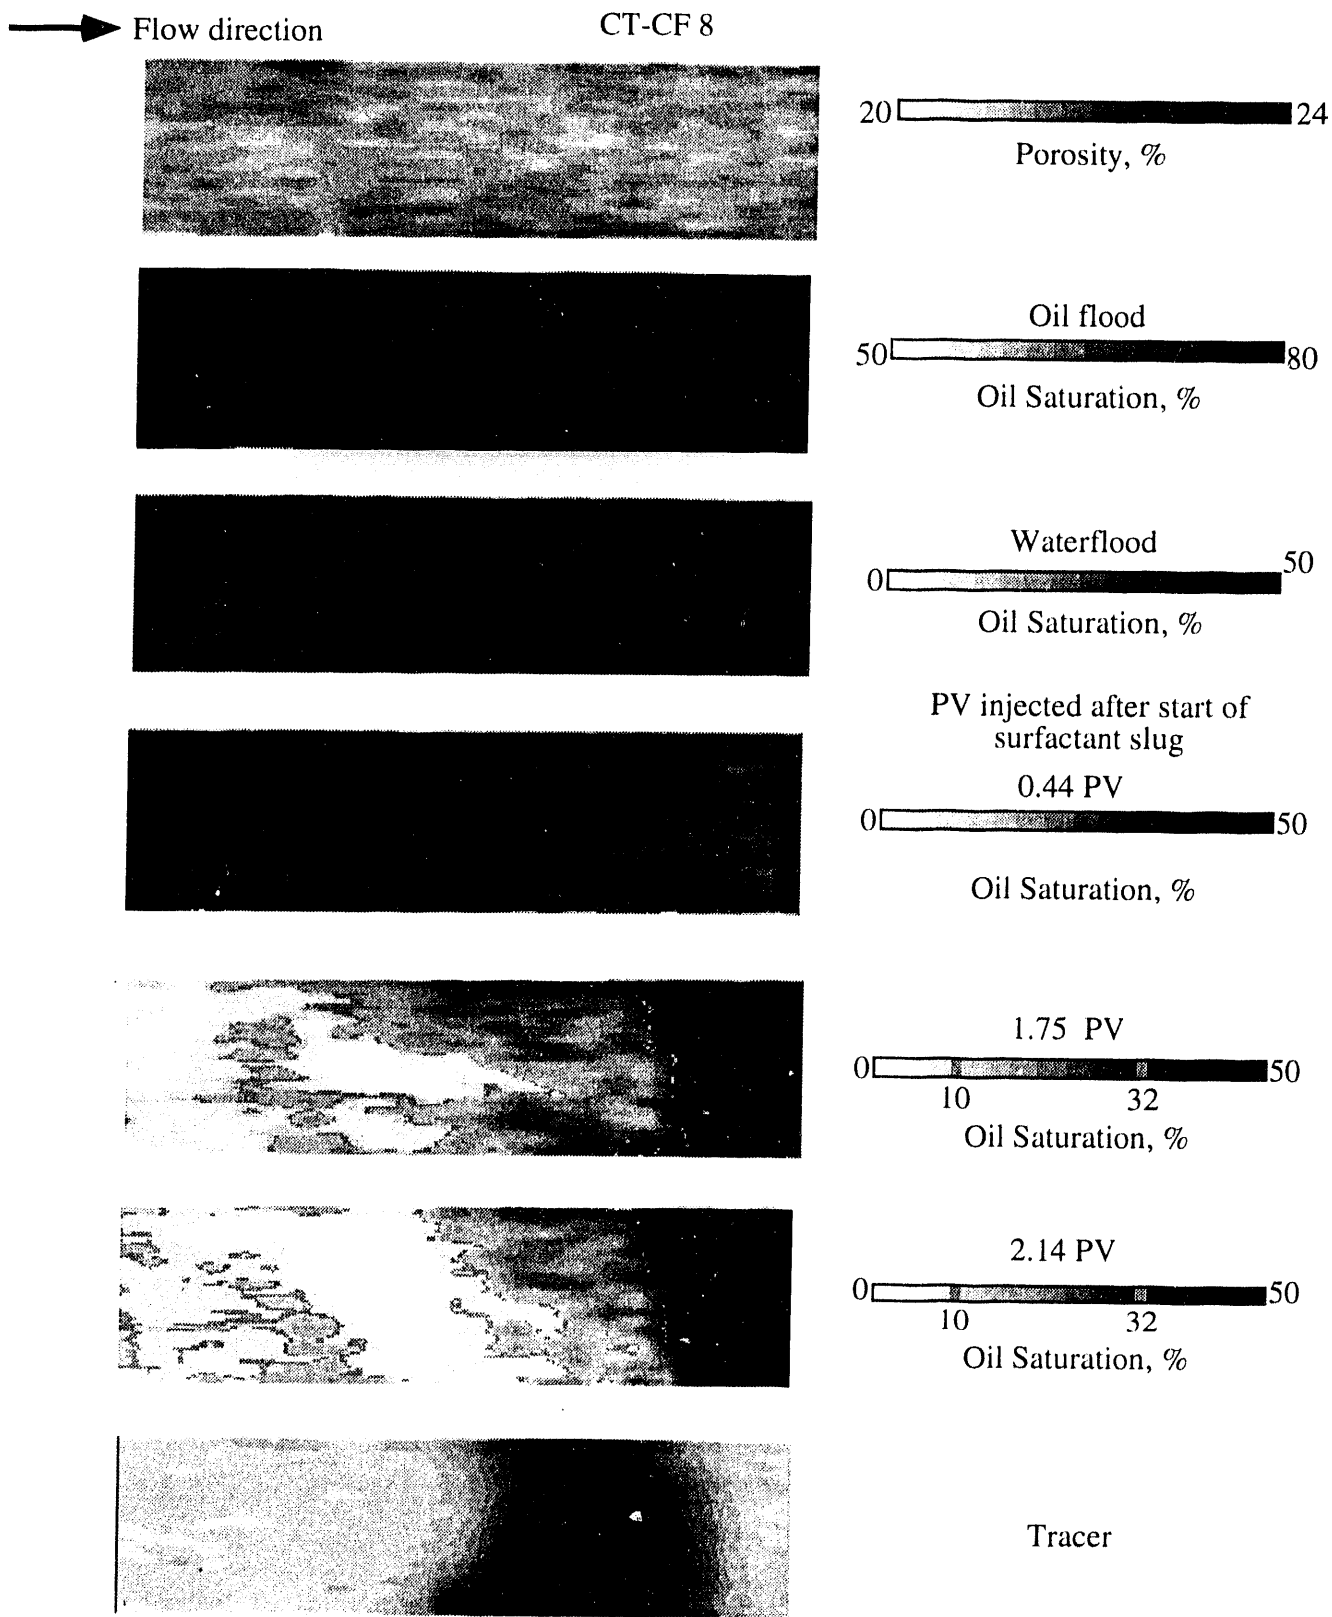 Flow direction
CT-CF 8
20 24
Porosity, %
Oil flood
50 80
Oil Saturation, %
Waterflood
0 50
Oil Saturation, %
PV injected after start of
surfactant slug
0.44 PV
0 50
Oil Saturation, %
1.75 PV
0 50
10 32
Oil Saturation, %
2.14 PV
0 50
10 32
Oil Saturation, %
Tracer